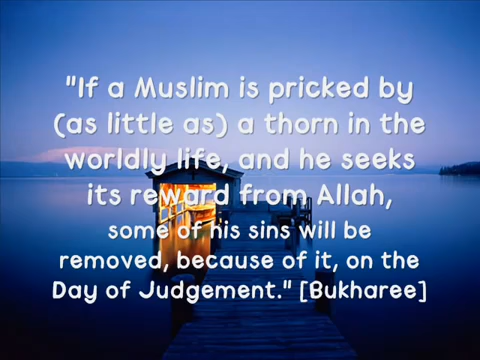 "If a Muslim is pricked by
(as little as) a thorn in the
worldly life, and he seeks
its reward from Allah,
some of his sins will be
removed, because of it, on the
Day of Judgement." [Bukharee]